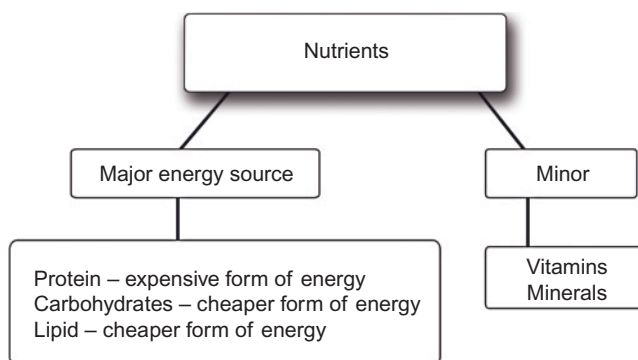 Nutrients
Major energy source
Minor
Protein – expensive form of energy
Carbohydrates – cheaper form of energy
Lipid – cheaper form of energy
Vitamins
Minerals